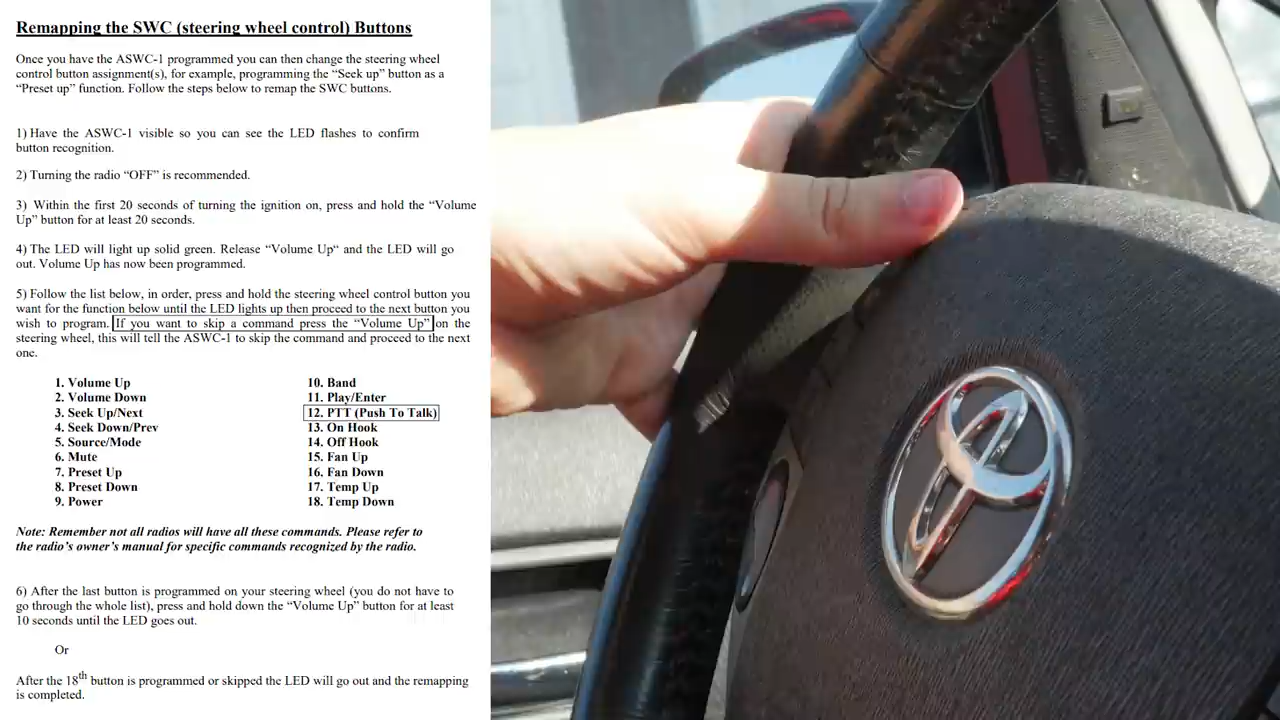 Remapping the SWC (steering wheel control) Buttons
Once you have the ASWC-1 programmed you can then change the steering wheel
control button assignment(s), for example, programming the “Seek up” button as a
“Preset up” function. Follow the steps below to remap the SWC buttons.
1) Have the ASWC-1 visible so you can see the LED flashes to confirm
button recognition.
2) Turning the radio “OFF” is recommended.
3) Within the first 20 seconds of turning the ignition on, press and hold the “Volume
Up” button for at least 20 seconds.
4) The LED will light up solid green. Release “Volume Up“ and the LED will go
out. Volume Up has now been programmed.
5) Follow the list below, in order, press and hold the steering wheel control button you
want for the function below until the LED lights up then proceed to the next button you
wish to program. If you want to skip a command press the “Volume Up” on the
steering wheel, this will tell the ASWC-1 to skip the command and proceed to the next
one.
1. Volume Up
2. Volume Down
3. Seek Up/Next
4. Seek Down/Prev
5. Source/Mode
6. Mute
7. Preset Up
8. Preset Down
9. Power
10. Band
11. Play/Enter
12. PTT (Push To Talk)
13. On Hook
14. Off Hook
15. Fan Up
16. Fan Down
17. Temp Up
18. Temp Down
Note: Remember not all radios will have all these commands. Please refer to
the radio’s owner’s manual for specific commands recognized by the radio.
6) After the last button is programmed on your steering wheel (you do not have to
go through the whole list), press and hold down the “Volume Up” button for at least
10 seconds until the LED goes out.
Or
After the 18th button is programmed or skipped the LED will go out and the remapping
is completed.